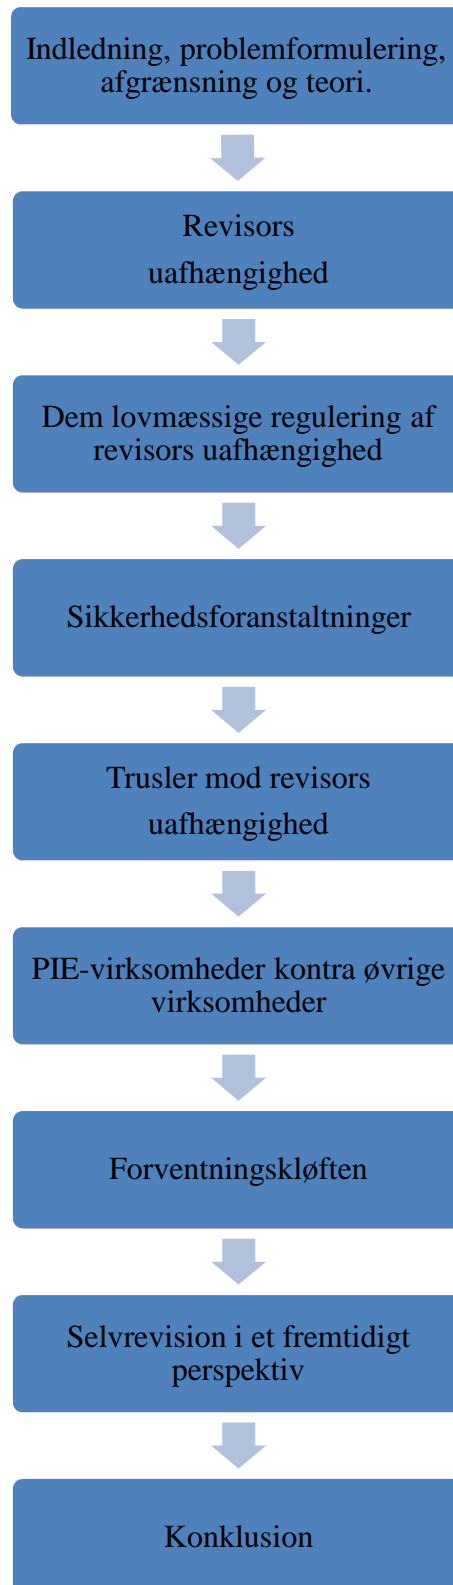 Indledning, problemformulering,
afgrænsning og teori.
Revisors
uafhængighed
Dem lovmæssige regulering af
revisors uafhængighed
Sikkerhedsforanstaltninger
Trusler mod revisors
uafhængighed
PIE-virksomheder kontra øvrige
virksomheder
Forventningskløften
Selvrevision i et fremtidigt
perspektiv
Konklusion